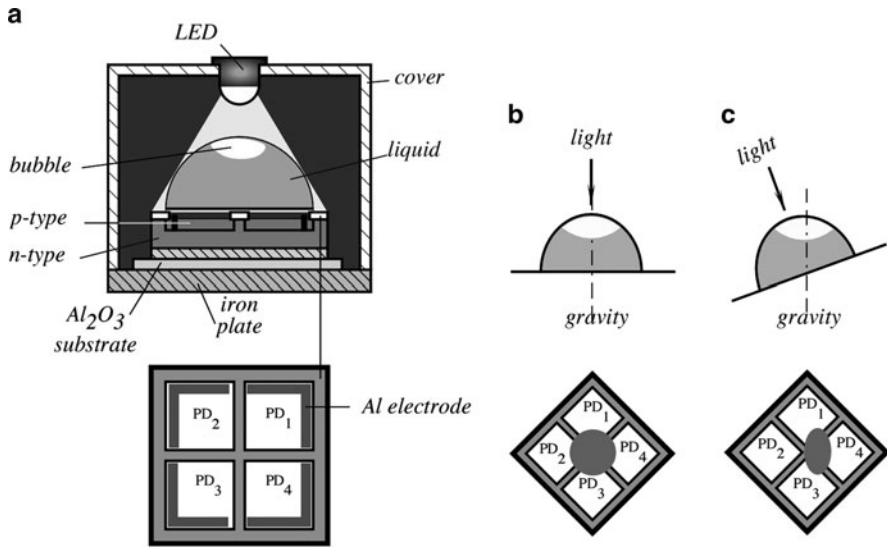 a
LED
cover
bubble
liquid
p-type
n-type
Al2O3
substrate
iron
plate
Al electrode
PD2
PD1
PD3
PD4
b
light
gravity
PD1
PD2
PD4
PD3
c
light
gravity
PD1
PD2
PD4
PD3